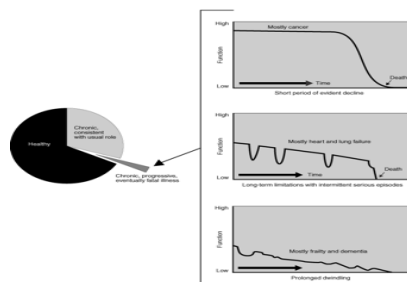 Healthy
Chronic,
consistent
with usual role
Chronic, progressive,
eventually fatal illness
High
Mostly cancer
Function
Death
Low
Time
Short period of evident decline
High
Mostly heart and lung failure
Function
Death
Low
Time
Long-term limitations with intermittent serious episodes
High
Mostly frailty and dementia
Function
Low
Time
Prolonged dwindling